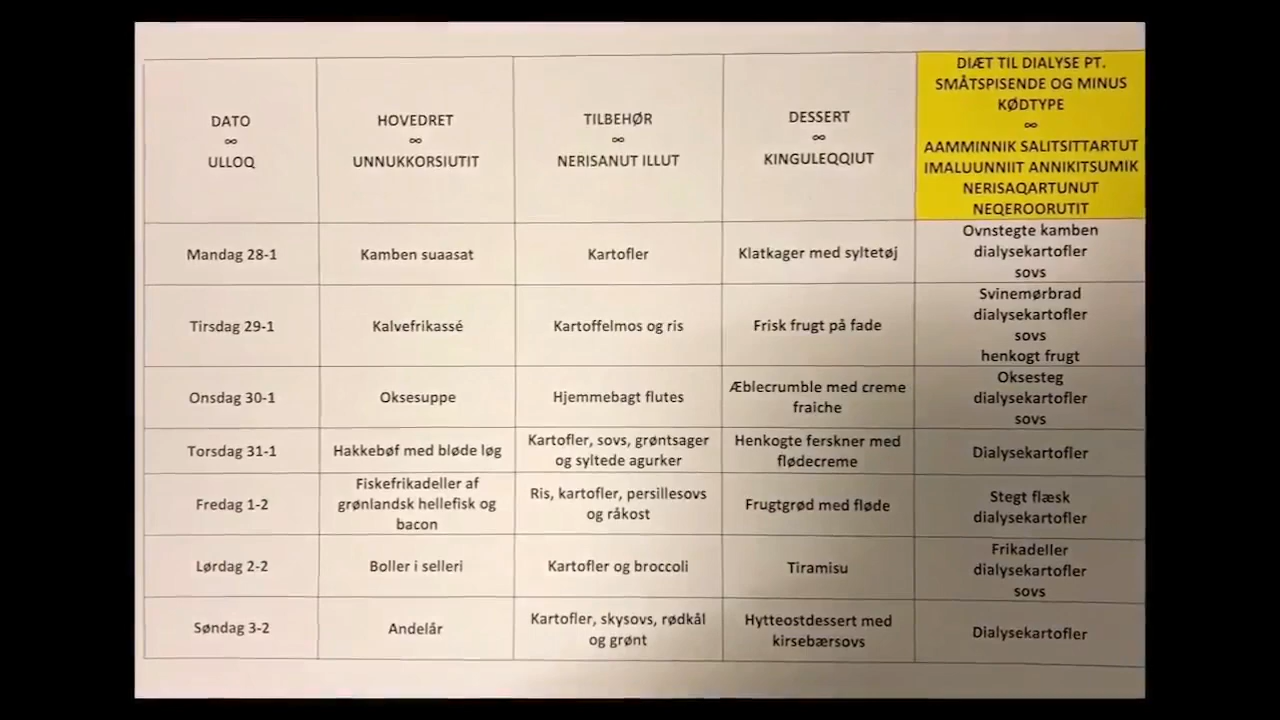 DATO
∞
ULLOQ
HOVEDRET
∞
UNNUKKORSIUTIT
TILBEHØR
∞
NERISANUT ILLUT
DESSERT
∞
KINGULEQQIUT
DIÆT TIL DIALYSE PT.
SMÅTSPISENDE OG MINUS
KØDTYPE
∞
AAMMINNIK SALITSITTARTUT
IMALUUNNIIT ANNIKITSUMIK
NERISAQARTUNUT
NEQEROORUTIT
Mandag 28-1
Kamben suaasat
Kartofler
Klatkager med syltetøj
Ovnstegte kamben
dialysekartofler
sovs
Tirsdag 29-1
Kalvefrikassé
Kartoffelmos og ris
Frisk frugt på fade
Svinemørbrad
dialysekartofler
sovs
henkogt frugt
Onsdag 30-1
Oksesuppe
Hjemmebagt flutes
Æblecrumble med creme
fraiche
Oksesteg
dialysekartofler
sovs
Torsdag 31-1
Hakkebøf med bløde løg
Kartofler, sovs, grøntsager
og syltede agurker
Henkogte ferskner med
flødecreme
Dialysekartofler
Fredag 1-2
Fiskefrikadeller af
grønlandsk hellefisk og
bacon
Ris, kartofler, persillesovs
og råkost
Frugtgrød med fløde
Stegt flæsk
dialysekartofler
Lørdag 2-2
Boller i selleri
Kartofler og broccoli
Tiramisu
Frikadeller
dialysekartofler
sovs
Søndag 3-2
Andelår
Kartofler, skysovs, rødkål
og grønt
Hytteostdessert med
kirsebærsovs
Dialysekartofler